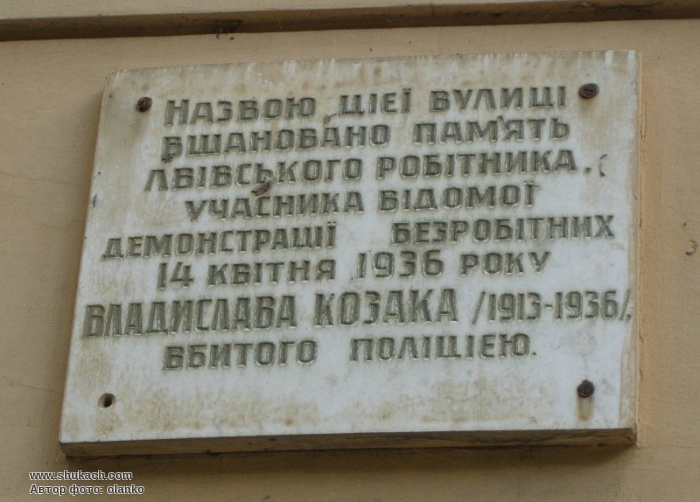 НАЗВОЮ ЦІЄЇ ВУЛИЦІ
ВШАНОВАНО ПАМ'ЯТЬ
ЛВІВСЬКОГО РОБІТНИКА,
УЧАСНИКА ВІДОМОЇ
ДЕМОНСТРАЦІЇ БЕЗРОБІТНИХ
14 КВІТНЯ 1936 РОКУ
ВЛАДИСЛАВА КОЗАКА /1913-1936/,
ВБИТОГО ПОЛІЦІЄЮ.
www.shukach.com
Автор фото: olanko